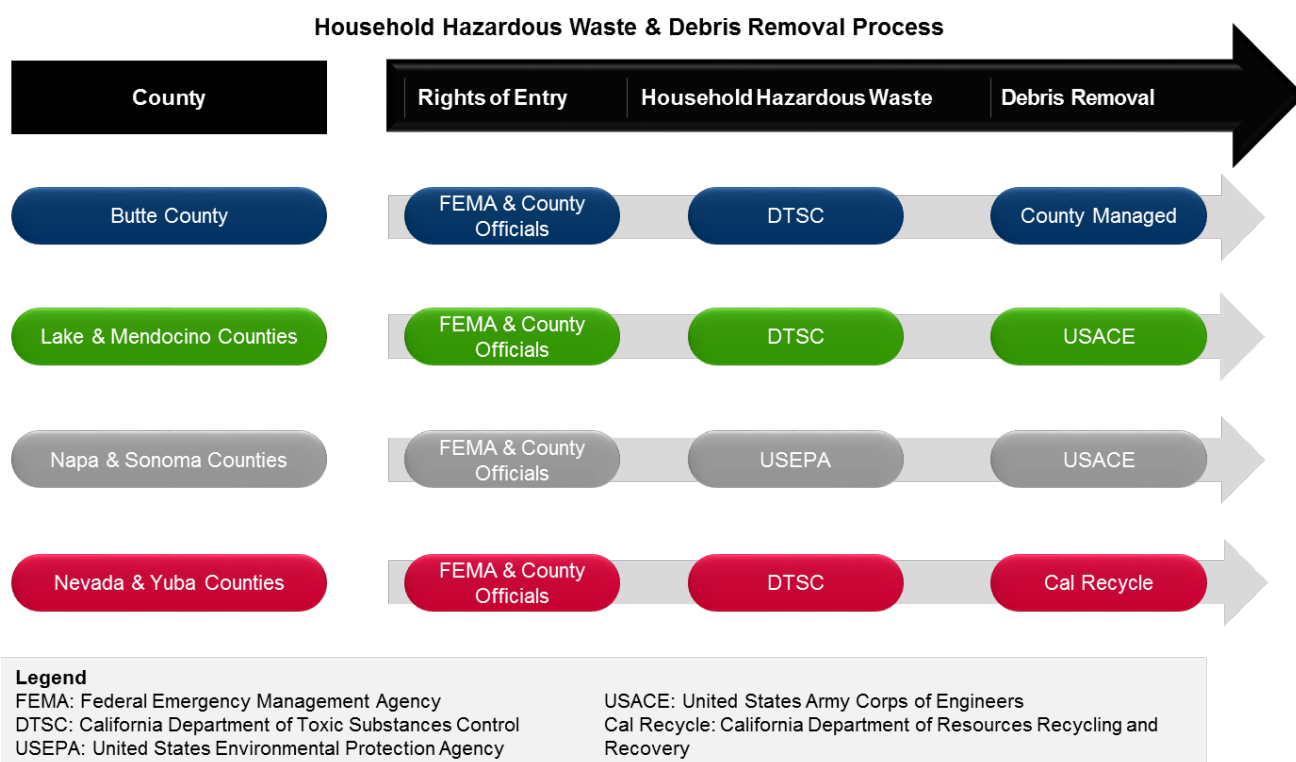 Household Hazardous Waste & Debris Removal Process
County
Rights of Entry
Household Hazardous Waste
Debris Removal
Butte County
FEMA & County
Officials
DTSC
County Managed
Lake & Mendocino Counties
FEMA & County
Officials
DTSC
USACE
Napa & Sonoma Counties
FEMA & County
Officials
USEPA
USACE
Nevada & Yuba Counties
FEMA & County
Officials
DTSC
Cal Recycle
Legend
FEMA: Federal Emergency Management Agency
DTSC: California Department of Toxic Substances Control
USEPA: United States Environmental Protection Agency
USACE: United States Army Corps of Engineers
Cal Recycle: California Department of Resources Recycling and
Recovery